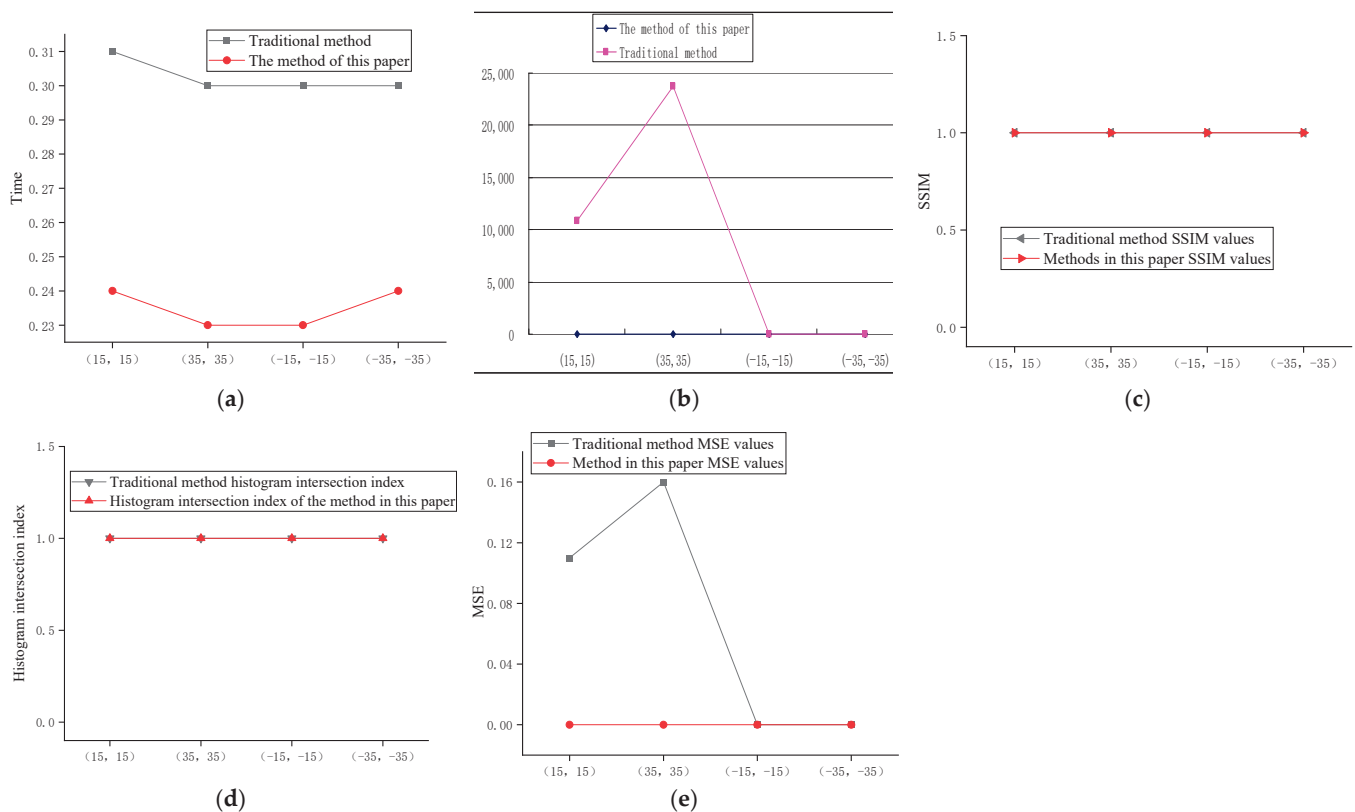 Traditional method
The method of this paper
Time
0.31
0.30
0.29
0.28
0.27
0.26
0.25
0.24
0.23
(15, 15)
(35, 35)
(-15, -15)
(-35, -35)
(a)
The method of this paper
Traditional method
25,000
20,000
15,000
10,000
5,000
0
(15,15)
(35,35)
(-15,-15)
(-35,-35)
(b)
SSIM
1.5
1.0
0.5
0.0
Traditional method SSIM values
Methods in this paper SSIM values
(15, 15)
(35, 35)
(-15, -15)
(-35, -35)
(c)
Histogram intersection index
1.5
1.0
0.5
0.0
Traditional method histogram intersection index
Histogram intersection index of the method in this paper
(15, 15)
(35, 35)
(-15, -15)
(-35, -35)
(d)
Traditional method MSE values
Method in this paper MSE values
MSE
0.16
0.12
0.08
0.04
0.00
(15, 15)
(35, 35)
(-15, -15)
(-35, -35)
(e)